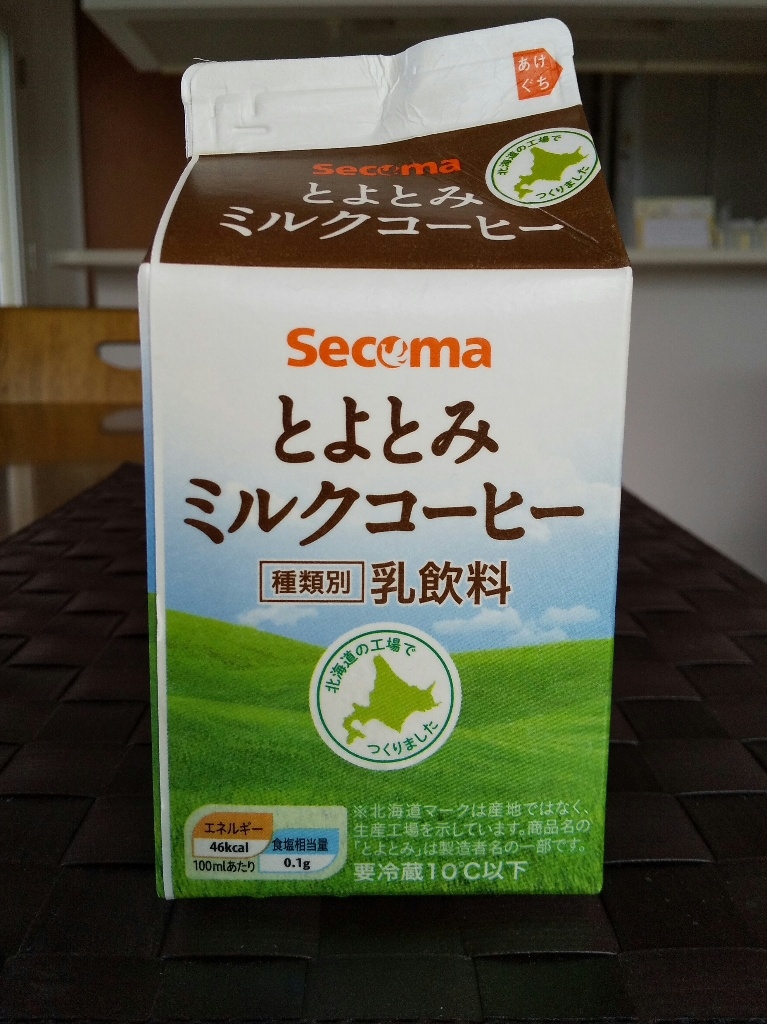 あけ
ぐち
secoma
とよとみ
ミルクコーヒー
北海道の工場で
つくりました
Secoma
とよとみ
ミルクコーヒー
種類別 乳飲料
北海道の工場で
つくりました
エネルギー
46kcal
100mlあたり
食塩相当量
0.1g
※北海道マークは産地ではなく、
生産工場を示しています。商品名の
「とよとみ」は製造者名の一部です。
要冷蔵10℃以下